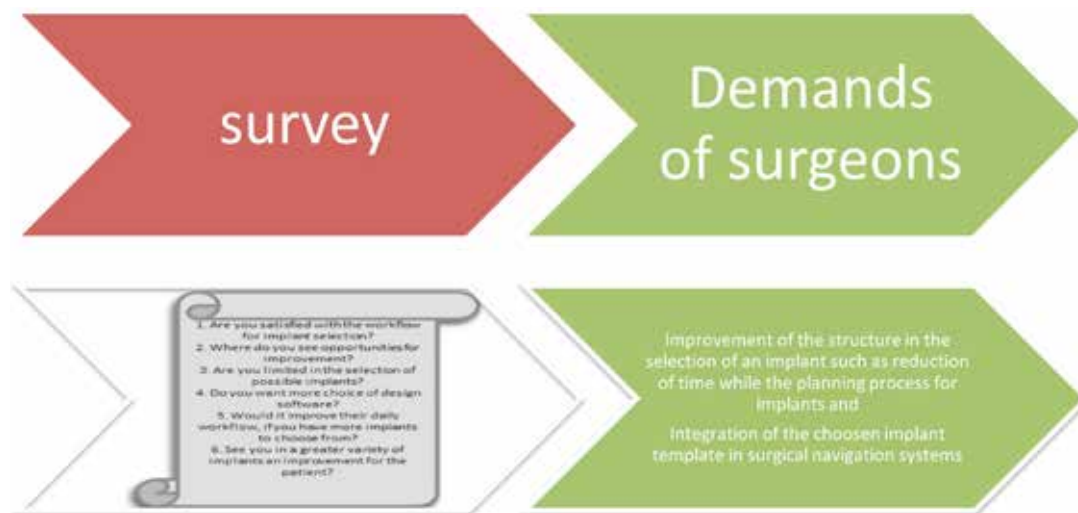 survey
Demands
of surgeons
1. Are you satisfied with the workflow
for implant selection?
2. Where do you see opportunities for
improvement?
3. Are you limited in the selection of
possible implants?
4. Do you want more choice of design
software?
5. Would it improve their daily
workflow, if you have more implants
to choose from?
6. See you in a greater variety of
implants an improvement for the
patient?
Improvement of the structure in the
selection of an implant such as reduction
of time while the planning process for
implants and
Integration of the choosen implant
template in surgical navigation systems